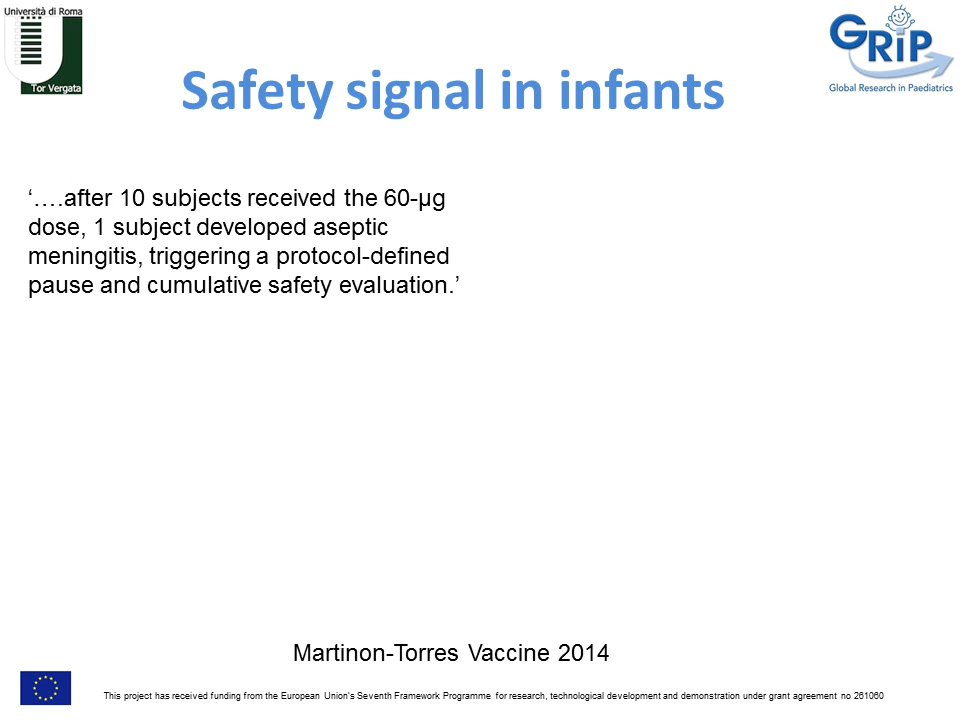 Università di Roma
Tor Vergata
GRIP
Global Research in Paediatrics
Safety signal in infants
‘….after 10 subjects received the 60-µg
dose, 1 subject developed aseptic
meningitis, triggering a protocol-defined
pause and cumulative safety evaluation.’
Martinon-Torres Vaccine 2014
This project has received funding from the European Union's Seventh Framework Programme for research, technological development and demonstration under grant agreement no 261060